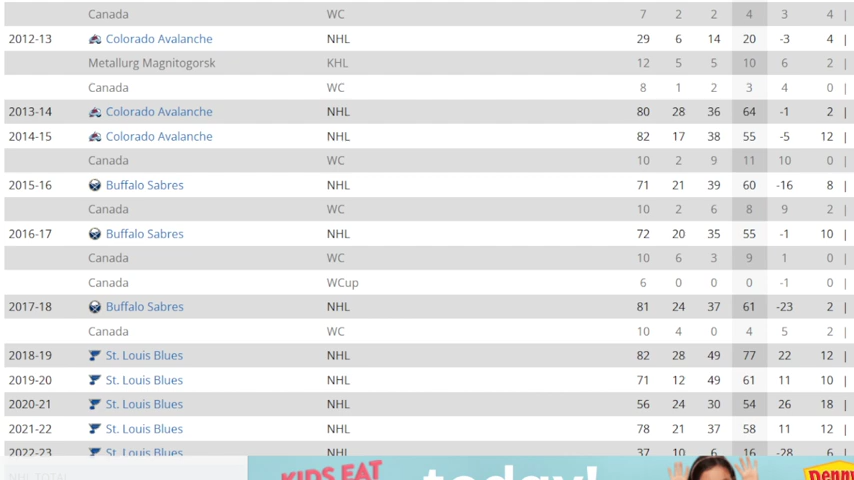 Canada WC 7 2 2 4 3 4 |
2012-13 Colorado Avalanche NHL 29 6 14 20 -3 4 |
Metallurg Magnitogorsk KHL 12 5 5 10 6 2 |
Canada WC 8 1 2 3 4 0 |
2013-14 Colorado Avalanche NHL 80 28 36 64 -1 2 |
2014-15 Colorado Avalanche NHL 82 17 38 55 -5 12 |
Canada WC 10 2 9 11 10 0 |
2015-16 Buffalo Sabres NHL 71 21 39 60 -16 8 |
Canada WC 10 2 6 8 9 2 |
2016-17 Buffalo Sabres NHL 72 20 35 55 -1 10 |
Canada WC 10 6 3 9 1 0 |
Canada WCup 6 0 0 0 -1 0 |
2017-18 Buffalo Sabres NHL 81 24 37 61 -23 2 |
Canada WC 10 4 0 4 5 2 |
2018-19 St. Louis Blues NHL 82 28 49 77 22 12 |
2019-20 St. Louis Blues NHL 71 12 49 61 11 10 |
2020-21 St. Louis Blues NHL 56 24 30 54 26 18 |
2021-22 St. Louis Blues NHL 78 21 37 58 11 12 |
2022-23 St. Louis Blues NHL 37 10 6 16 -28 6 |
NHL TOTAL
KIDS EAT
today!
Denny